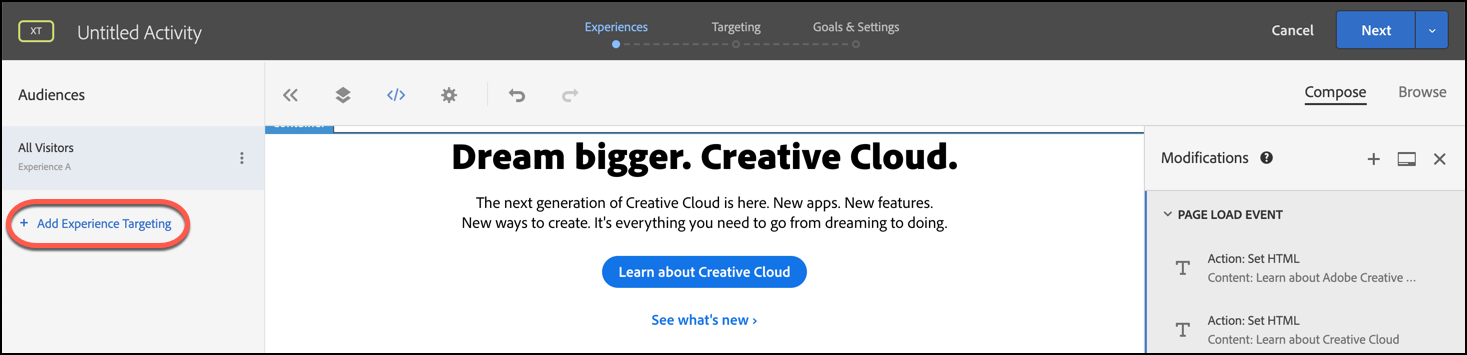 XT
Untitled Activity
Experiences
Targeting
Goals & Settings
Cancel
Next
Audiences
</>
Compose
Browse
All Visitors
Experience A
+ Add Experience Targeting
Container
Dream bigger. Creative Cloud.
The next generation of Creative Cloud is here. New apps. New features.
New ways to create. It's everything you need to go from dreaming to doing.
Learn about Creative Cloud
See what's new ›
Modifications ?
PAGE LOAD EVENT
T
Action: Set HTML
Content: Learn about Adobe Creative ...
T
Action: Set HTML
Content: Learn about Creative Cloud